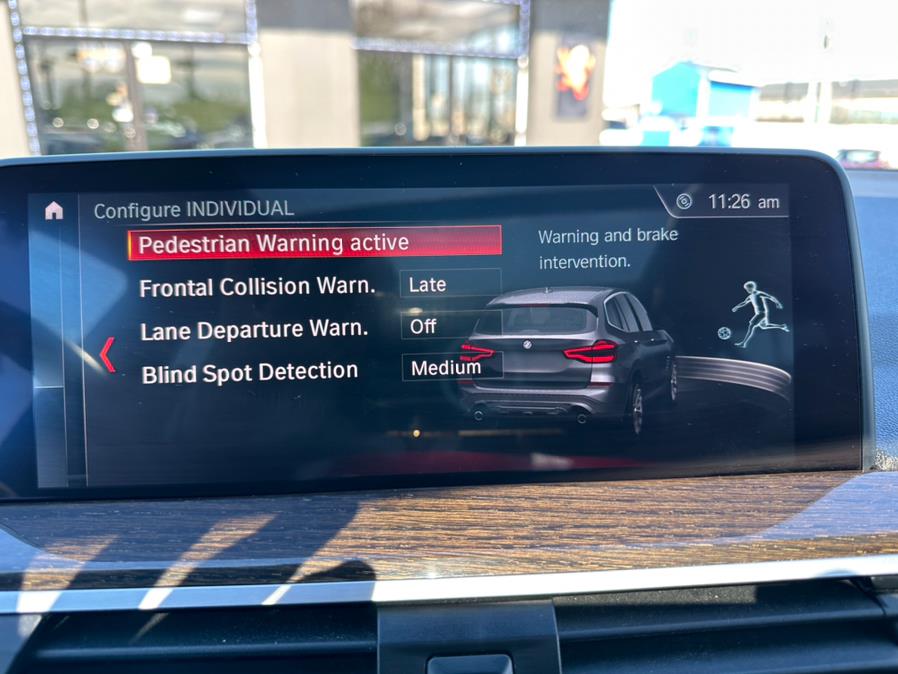 Configure INDIVIDUAL
11:26 am
Pedestrian Warning active
Warning and brake
intervention.
Frontal Collision Warn. Late
Lane Departure Warn. Off
Blind Spot Detection Medium